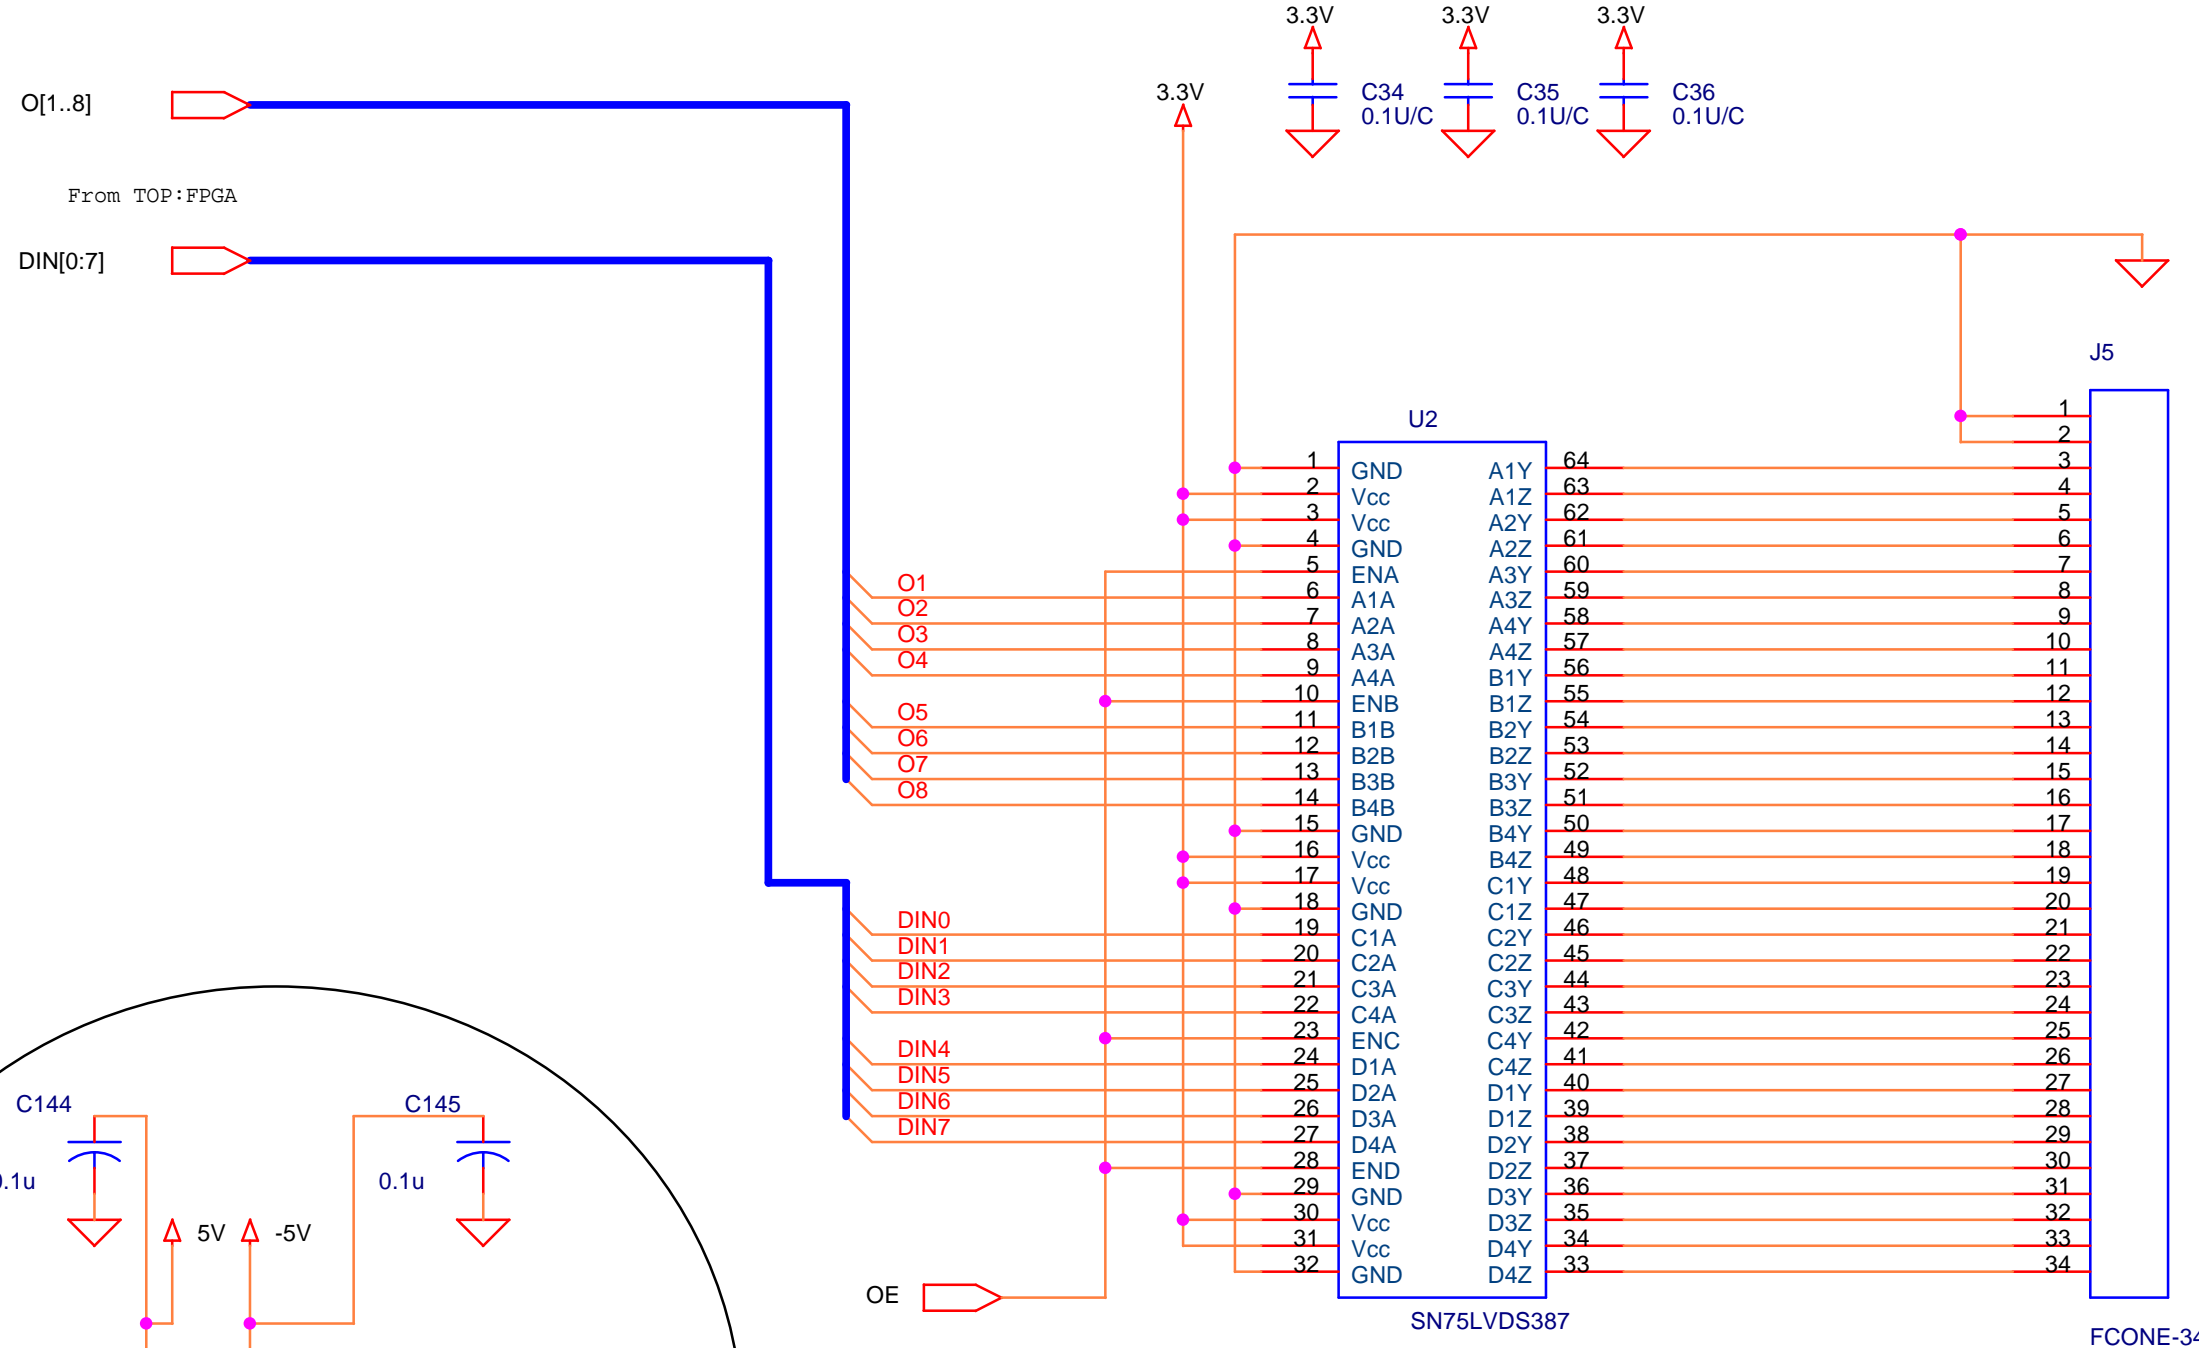 3.3V 3.3V 3.3V
O[1..8]
3.3V
C34 C35 C36
0.1U/C 0.1U/C 0.1U/C
From TOP:FPGA
DIN[0:7]
J5
U2
1
2
1 GND A1Y 64 3
2 Vcc A1Z 63 4
3 Vcc A2Y 62 5
4 GND A2Z 61 6
5 ENA A3Y 60 7
O1 6 A1A A3Z 59 8
O2 7 A2A A4Y 58 9
O3 8 A3A A4Z 57 10
O4 9 A4A B1Y 56 11
10 ENB B1Z 55 12
O5 11 B1B B2Y 54 13
O6 12 B2B B2Z 53 14
O7 13 B3B B3Y 52 15
O8 14 B4B B3Z 51 16
15 GND B4Y 50 17
16 Vcc B4Z 49 18
17 Vcc C1Y 48 19
18 GND C1Z 47 20
DIN0 19 C1A C2Y 46 21
DIN1 20 C2A C2Z 45 22
DIN2 21 C3A C3Y 44 23
DIN3 22 C4A C3Z 43 24
23 ENC C4Y 42 25
DIN4 24 D1A C4Z 41 26
DIN5 25 D2A D1Y 40 27
DIN6 26 D3A D1Z 39 28
DIN7 27 D4A D2Y 38 29
28 END D2Z 37 30
29 GND D3Y 36 31
30 Vcc D3Z 35 32
31 Vcc D4Y 34 33
32 GND D4Z 33 34
C144 C145
.1u 0.1u
5V -5V
OE
SN75LVDS387
FCONE-34